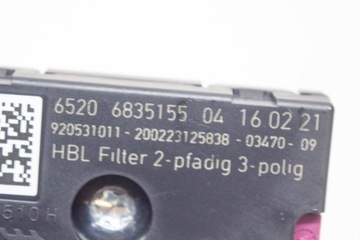 6520 6835155 04 16.02.21
920531011-200223125838-03470-09
HBL Filter 2-pfadig 3-polig